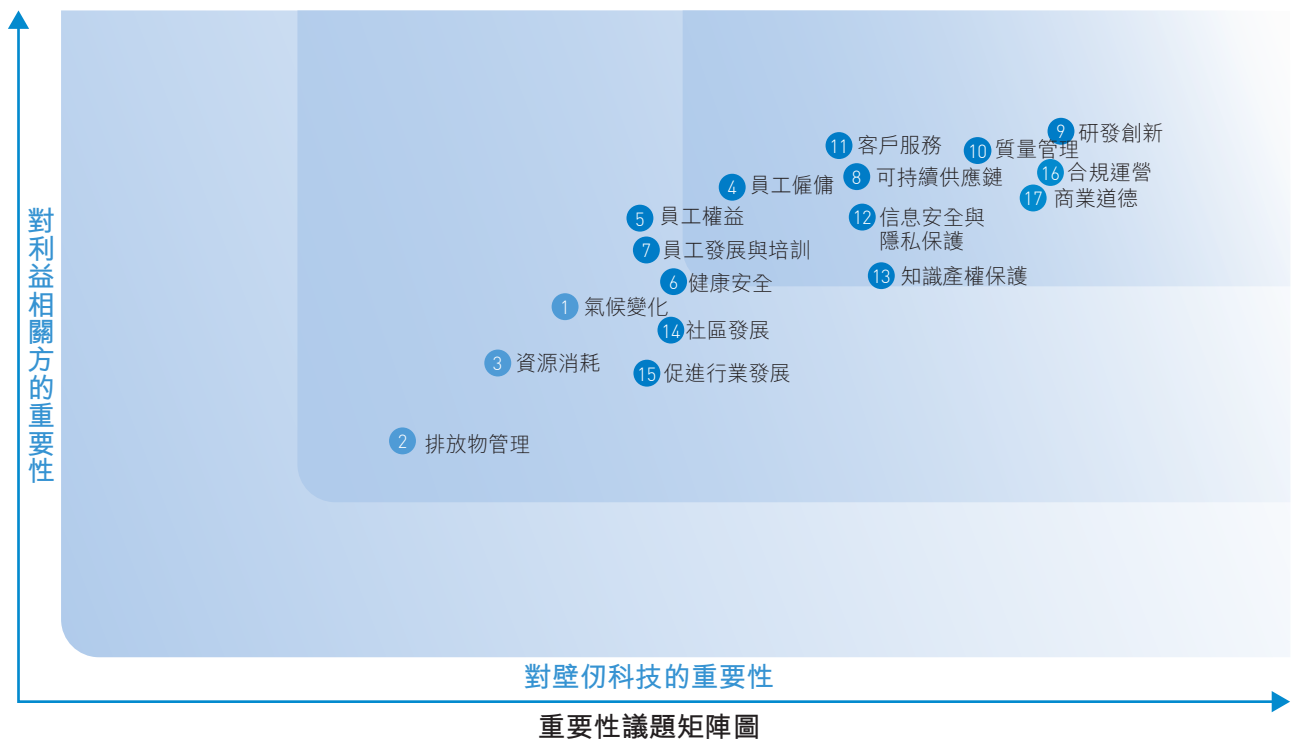 對利益相關方的重要性
9 研發創新
11 客戶服務
10 質量管理
16 合規運營
8 可持續供應鏈
4 員工僱傭
17 商業道德
5 員工權益
12 信息安全與
隱私保護
7 員工發展與培訓
13 知識產權保護
6 健康安全
1 氣候變化
14 社區發展
3 資源消耗
15 促進行業發展
2 排放物管理
對壁仞科技的重要性
重要性議題矩陣圖